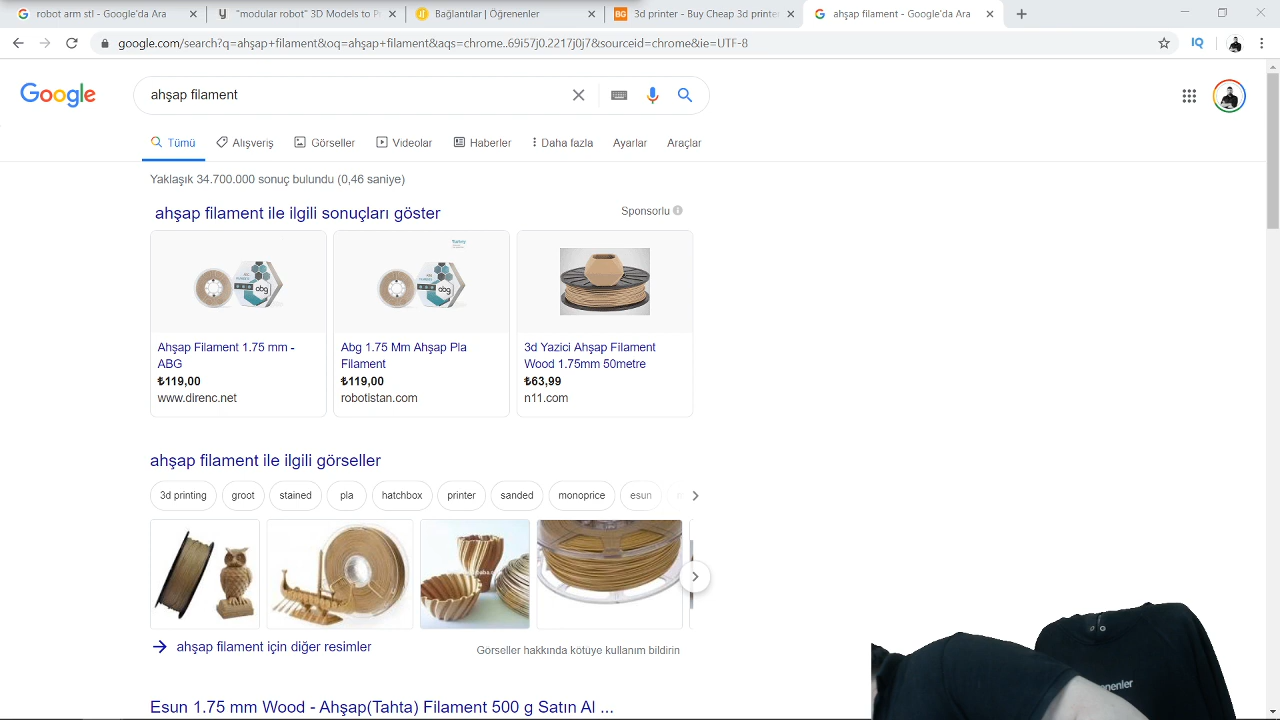 robot arm stl - Google'da Ara
"modular robot" 3D Models to P
Bağlantılar | Öğrenenler
3d printer - Buy Cheap 3d printer
ahşap filament - Google'da Ara
google.com/search?q=ahşap+filament&oq=ahşap+filament&aqs=chrome..69i57j0.2217j0j7&sourceid=chrome&ie=UTF-8
IQ
Google
ahşap filament
Tümü
Alışveriş
Görseller
Videolar
Haberler
Daha fazla
Ayarlar
Araçlar
Yaklaşık 34.700.000 sonuç bulundu (0,46 saniye)
ahşap filament ile ilgili sonuçları göster
Sponsorlu
Ahşap Filament 1.75 mm -
ABG
₺119,00
www.direnc.net
Abg 1.75 Mm Ahşap Pla
Filament
₺119,00
robotistan.com
3d Yazici Ahşap Filament
Wood 1.75mm 50metre
₺63,99
n11.com
ahşap filament ile ilgili görseller
3d printing
groot
stained
pla
hatchbox
printer
sanded
monoprice
esun
ahşap filament için diğer resimler
Görseller hakkında kötüye kullanım bildirin
Esun 1.75 mm Wood - Ahşap(Tahta) Filament 500 g Satın Al ...